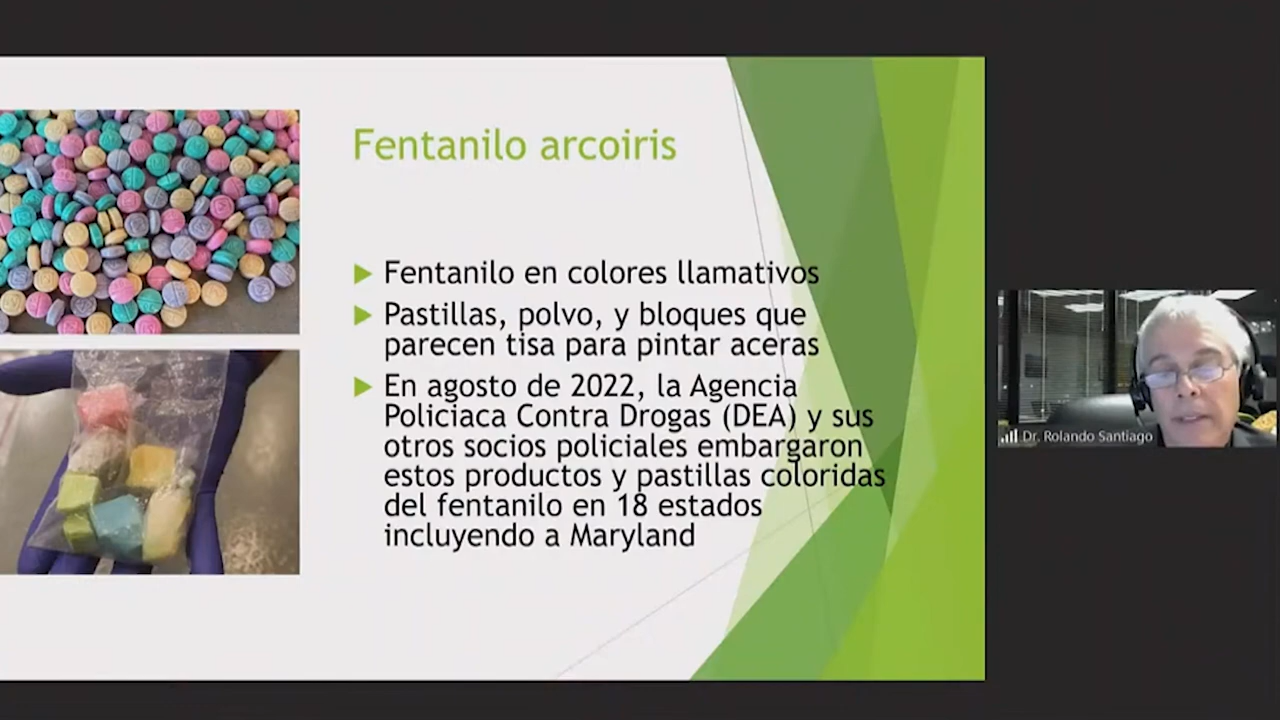 Fentanilo arcoiris
Fentanilo en colores llamativos
Pastillas, polvo, y bloques que
parecen tisa para pintar aceras
En agosto de 2022, la Agencia
Policiaca Contra Drogas (DEA) y sus
otros socios policiales embargaron
estos productos y pastillas coloridas
del fentanilo en 18 estados
incluyendo a Maryland
Dr. Rolando Santiago